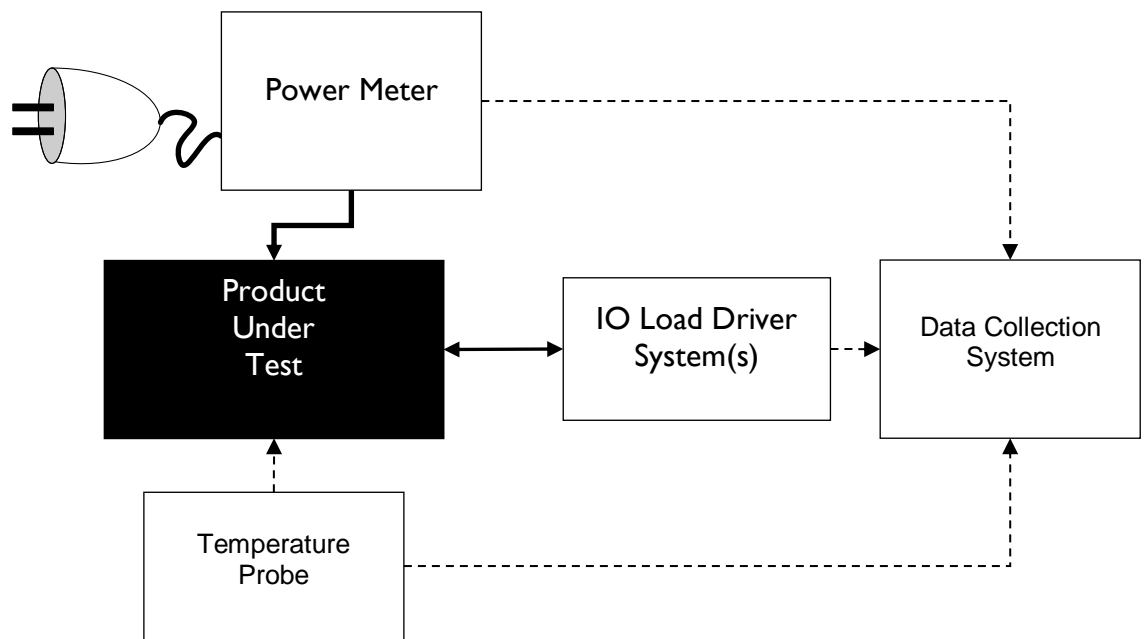 Power Meter
Product
Under
Test
IO Load Driver
System(s)
Data Collection
System
Temperature
Probe